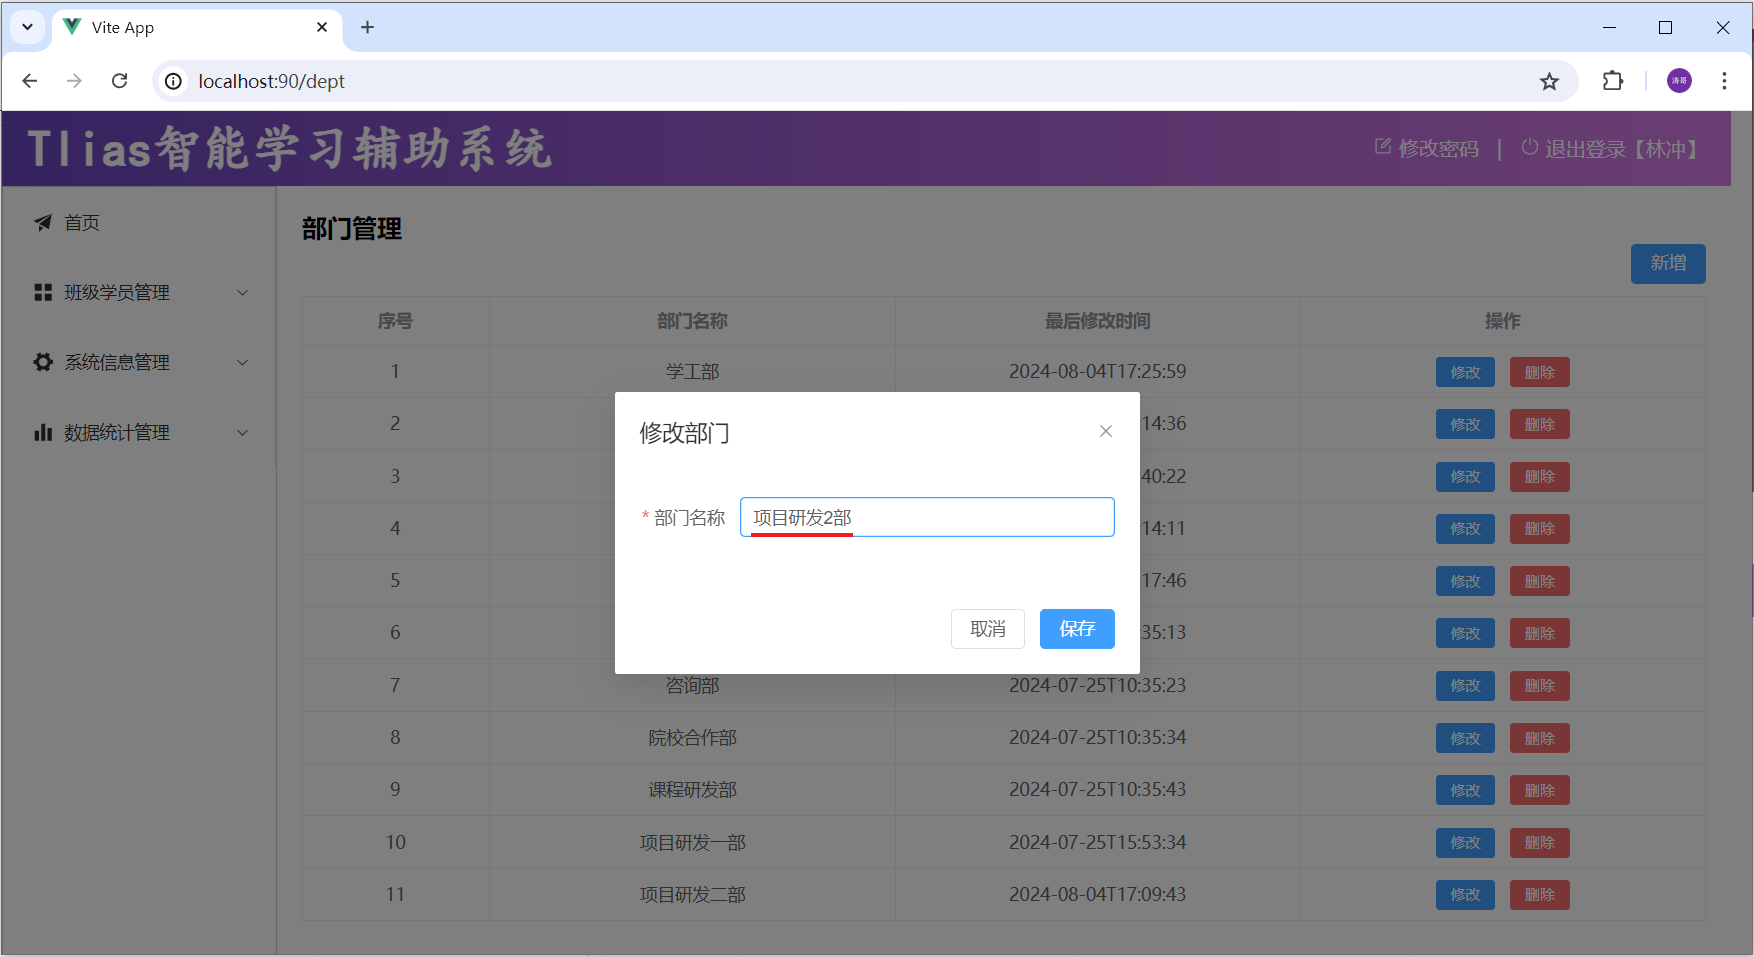 Vite App
localhost:90/dept
涛哥
Tlias智能学习辅助系统
修改密码 | 退出登录【林冲】
首页
班级学员管理
系统信息管理
数据统计管理
部门管理
新增
序号 部门名称 最后修改时间 操作
1 学工部 2024-08-04T17:25:59 修改 删除
2 14:36 修改 删除
3 40:22 修改 删除
4 14:11 修改 删除
5 17:46 修改 删除
6 35:13 修改 删除
7 咨询部 2024-07-25T10:35:23 修改 删除
8 院校合作部 2024-07-25T10:35:34 修改 删除
9 课程研发部 2024-07-25T10:35:43 修改 删除
10 项目研发一部 2024-07-25T15:53:34 修改 删除
11 项目研发二部 2024-08-04T17:09:43 修改 删除
修改部门
* 部门名称 项目研发2部
取消 保存